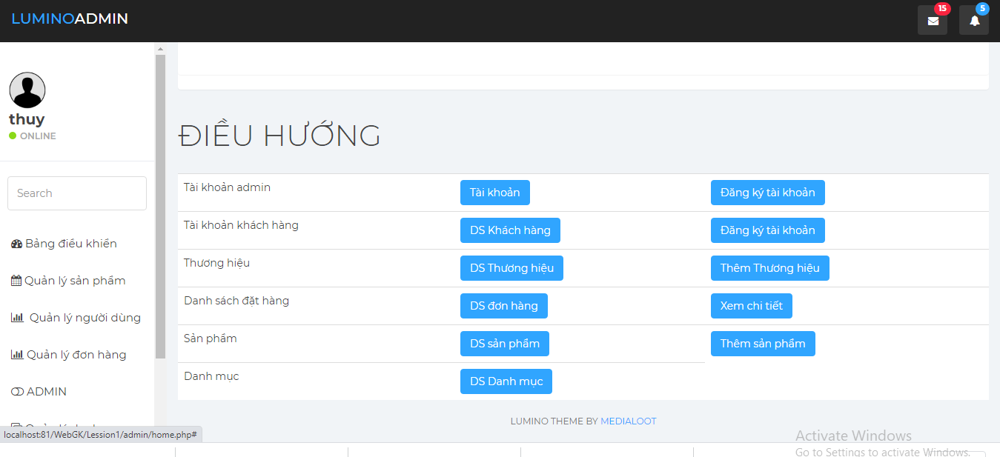 LUMINOADMIN
15
5
thuy
ONLINE
Search
Bảng điều khiển
Quản lý sản phẩm
Quản lý người dùng
Quản lý đơn hàng
ADMIN
ĐIỀU HƯỚNG
Tài khoản admin
Tài khoản
Đăng ký tài khoản
Tài khoản khách hàng
DS Khách hàng
Đăng ký tài khoản
Thương hiệu
DS Thương hiệu
Thêm Thương hiệu
Danh sách đặt hàng
DS đơn hàng
Xem chi tiết
Sản phẩm
DS sản phẩm
Thêm sản phẩm
Danh mục
DS Danh mục
LUMINO THEME BY MEDIALOOT
localhost:81/WebGK/Lession1/admin/home.php#
Activate Windows
Go to Settings to activate Windows.